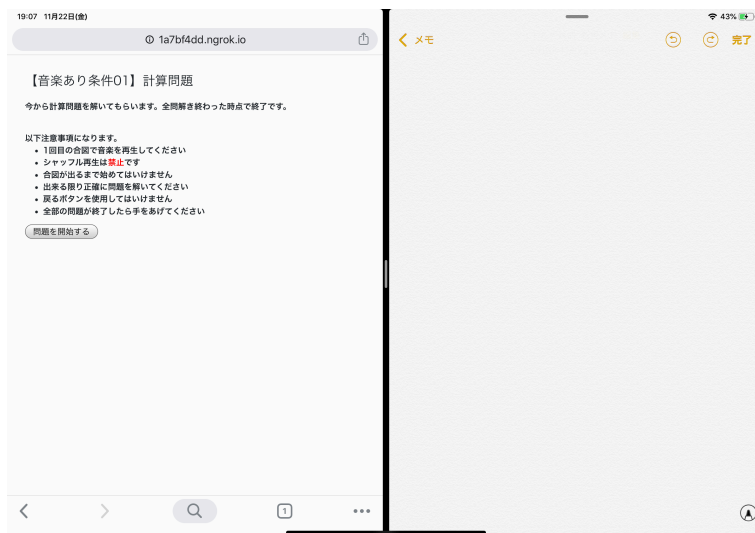 19:07 11月22日(金)
43%
1a7bf4dd.ngrok.io
メモ
完了
【音楽あり条件01】計算問題
今から計算問題を解いてもらいます。全問解き終わった時点で終了です。
以下注意事項になります。
• 1回目の合図で音楽を再生してください
• シャッフル再生は禁止です
• 合図が出るまで始めてはいけません
• 出来る限り正確に問題を解いてください
• 戻るボタンを使用してはいけません
• 全部の問題が終了したら手をあげてください
問題を開始する
1